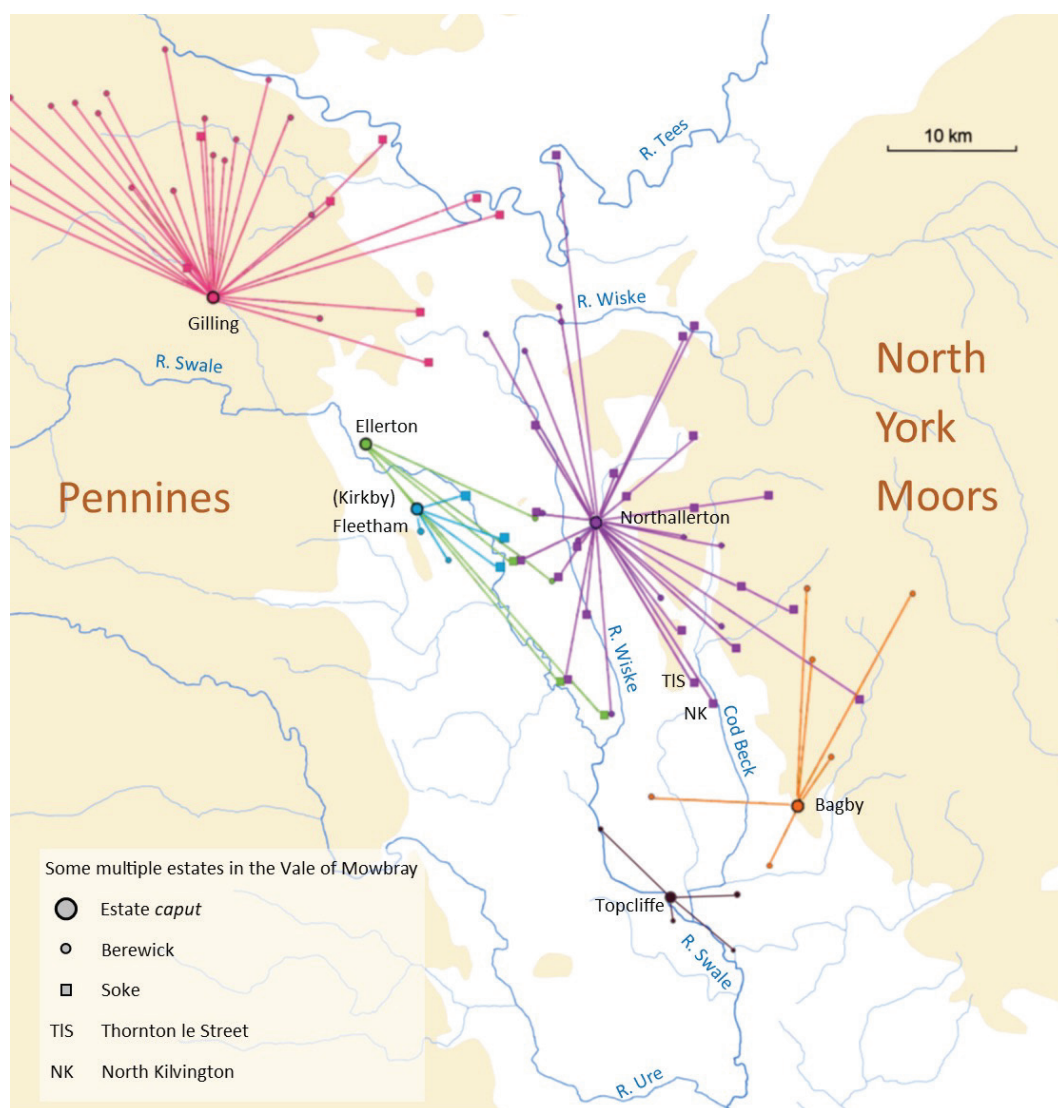 R. Tees
10 km
R. Wiske
Gilling
North
York
Moors
R. Swale
Ellerton
Pennines
(Kirkby)
Fleetham
Northallerton
R. Wiske
TlS
NK
Cod Beck
Bagby
Topcliffe
R. Swale
R. Ure
Some multiple estates in the Vale of Mowbray
Estate caput
Berewick
Soke
TlS Thornton le Street
NK North Kilvington